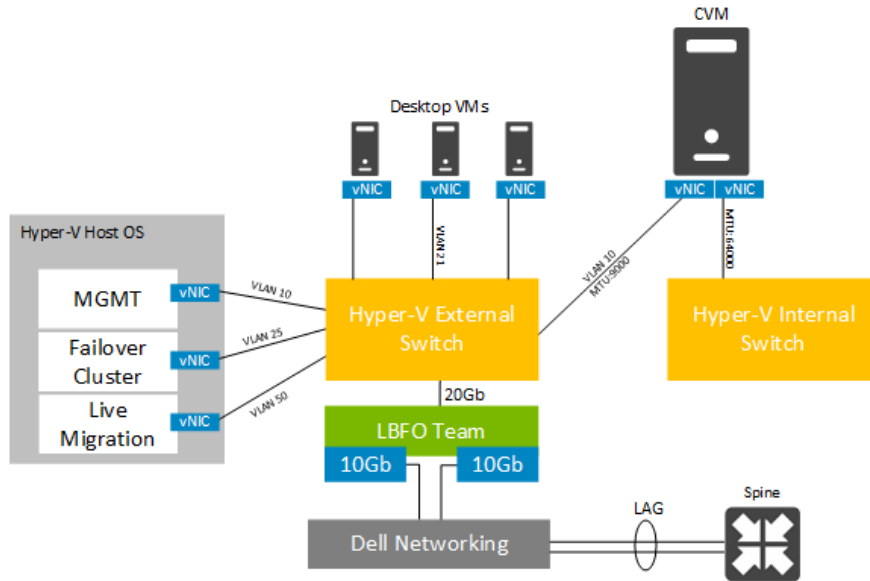 CVM
Desktop VMs
vNIC
vNIC
vNIC
vNIC
vNIC
Hyper-V Host OS
MGMT
vNIC
VLAN 10
Failover
Cluster
vNIC
VLAN 25
Live
Migration
vNIC
VLAN 50
VLAN 21
VLAN 10
MTU:9000
MTU:64000
Hyper-V External
Switch
Hyper-V Internal
Switch
20Gb
LBFO Team
10Gb
10Gb
Dell Networking
LAG
Spine